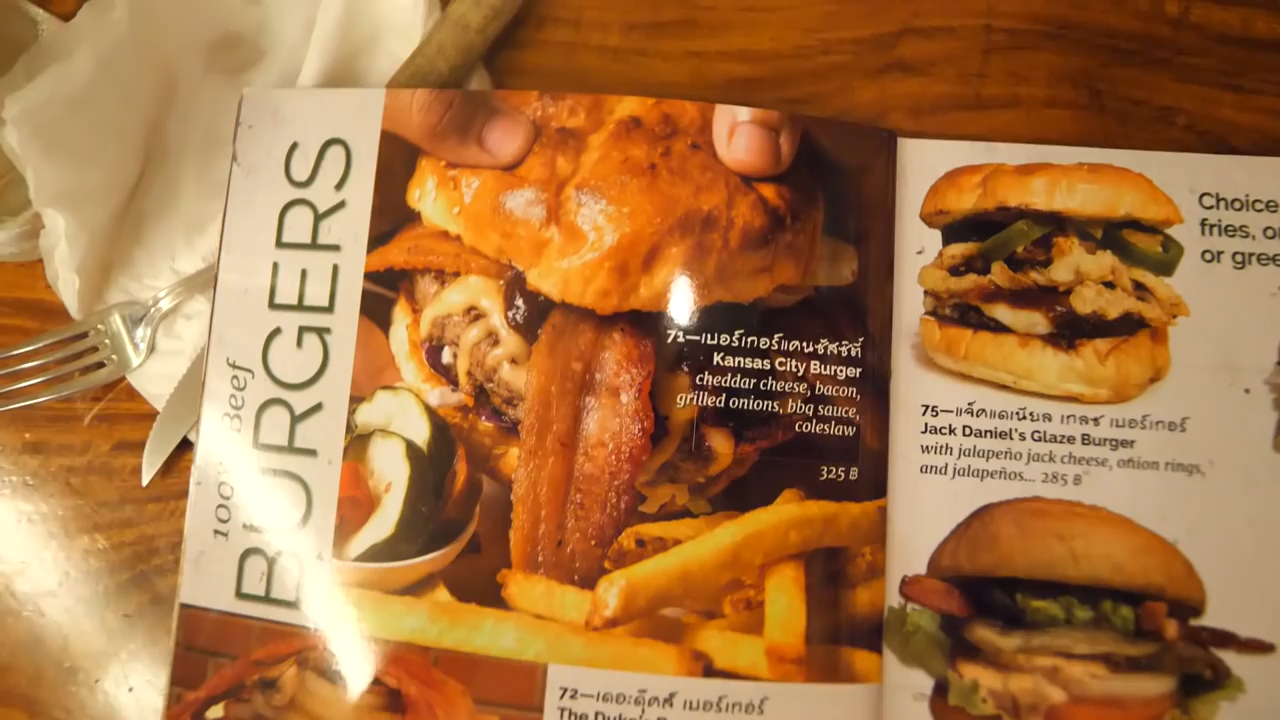 100% Beef
BURGERS
71—เบอร์เกอร์แคนซัสซิตี้
Kansas City Burger
cheddar cheese, bacon,
grilled onions, bbq sauce,
coleslaw
325 ฿
72—เดอะดุ๊คส์ เบอร์เกอร์
The Duke's
Choice
fries, o
or gree
75—แจ็คแดเนียล เกลซ เบอร์เกอร์
Jack Daniel's Glaze Burger
with jalapeño jack cheese, onion rings,
and jalapeños... 285 ฿